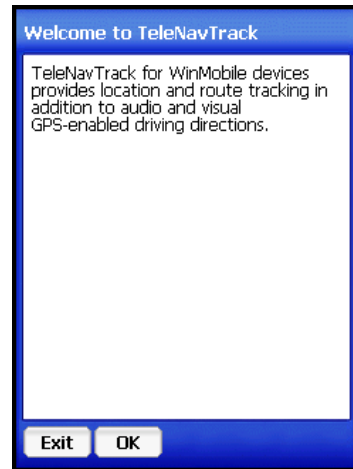 Welcome to TeleNavTrack
TeleNavTrack for WinMobile devices
provides location and route tracking in
addition to audio and visual
GPS-enabled driving directions.
Exit OK